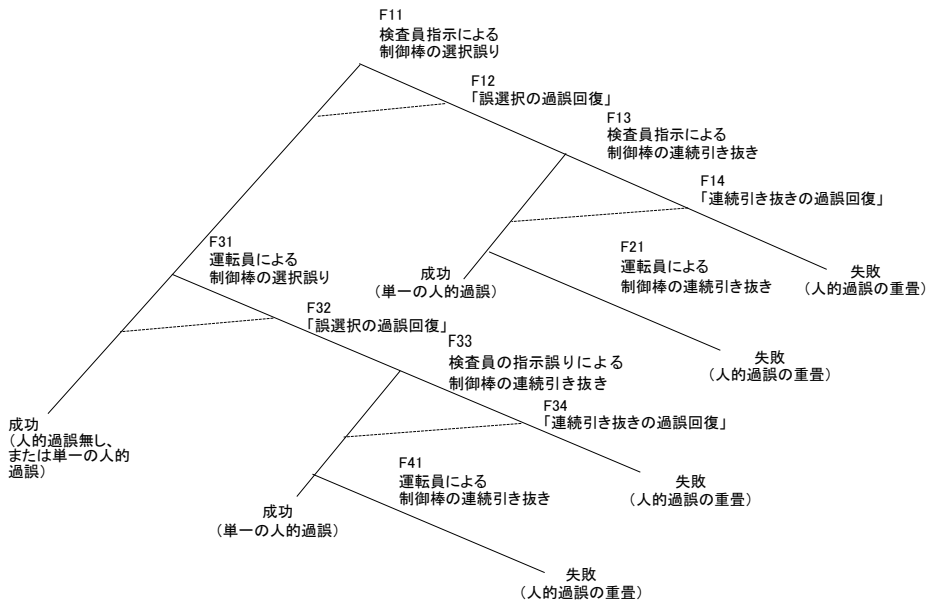 F11
検査員指示による
制御棒の選択誤り
F12
「誤選択の過誤回復」
F13
検査員指示による
制御棒の連続引き抜き
F14
「連続引き抜きの過誤回復」
F31
運転員による
制御棒の選択誤り
成功
(単一の人的過誤)
F21
運転員による
制御棒の連続引き抜き
失敗
(人的過誤の重畳)
F32
「誤選択の過誤回復」
F33
検査員の指示誤りによる
制御棒の連続引き抜き
失敗
(人的過誤の重畳)
F34
「連続引き抜きの過誤回復」
成功
(人的過誤無し、
または単一の人的
過誤)
F41
運転員による
制御棒の連続引き抜き
失敗
(人的過誤の重畳)
成功
(単一の人的過誤)
失敗
(人的過誤の重畳)